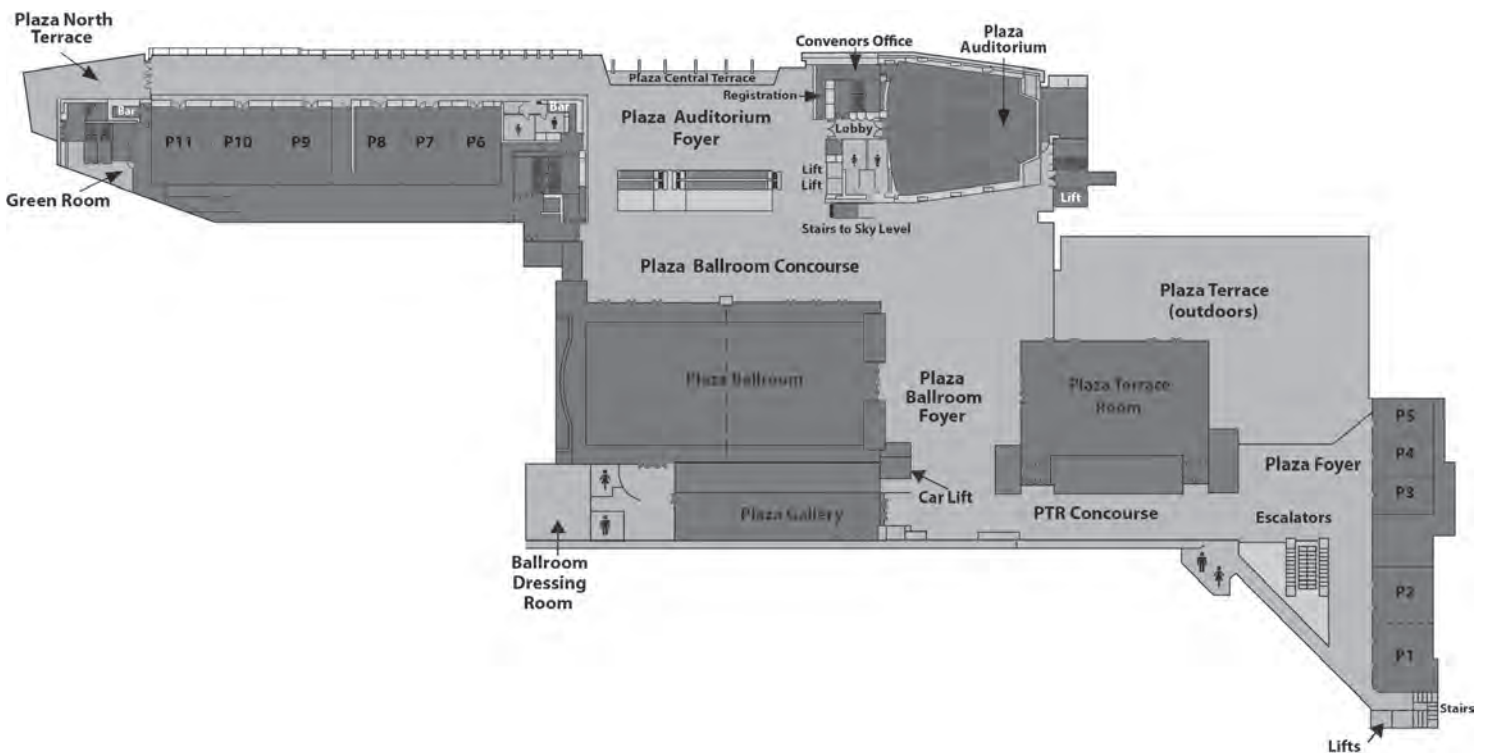 Plaza North
Terrace
Convenors Office
Plaza
Auditorium
Plaza Central Terrace
Registration
Bar
Bar
Plaza Auditorium
Foyer
Lobby
P11
P10
P9
P8
P7
P6
Lift
Lift
Green Room
Lift
Stairs to Sky Level
Plaza Ballroom Concourse
Plaza Terrace
(outdoors)
Plaza Ballroom
Plaza
Ballroom
Foyer
Plaza Terrace
Room
P5
P4
P3
Plaza Foyer
Car Lift
Plaza Gallery
PTR Concourse
Escalators
Ballroom
Dressing
Room
P2
P1
Stairs
Lifts